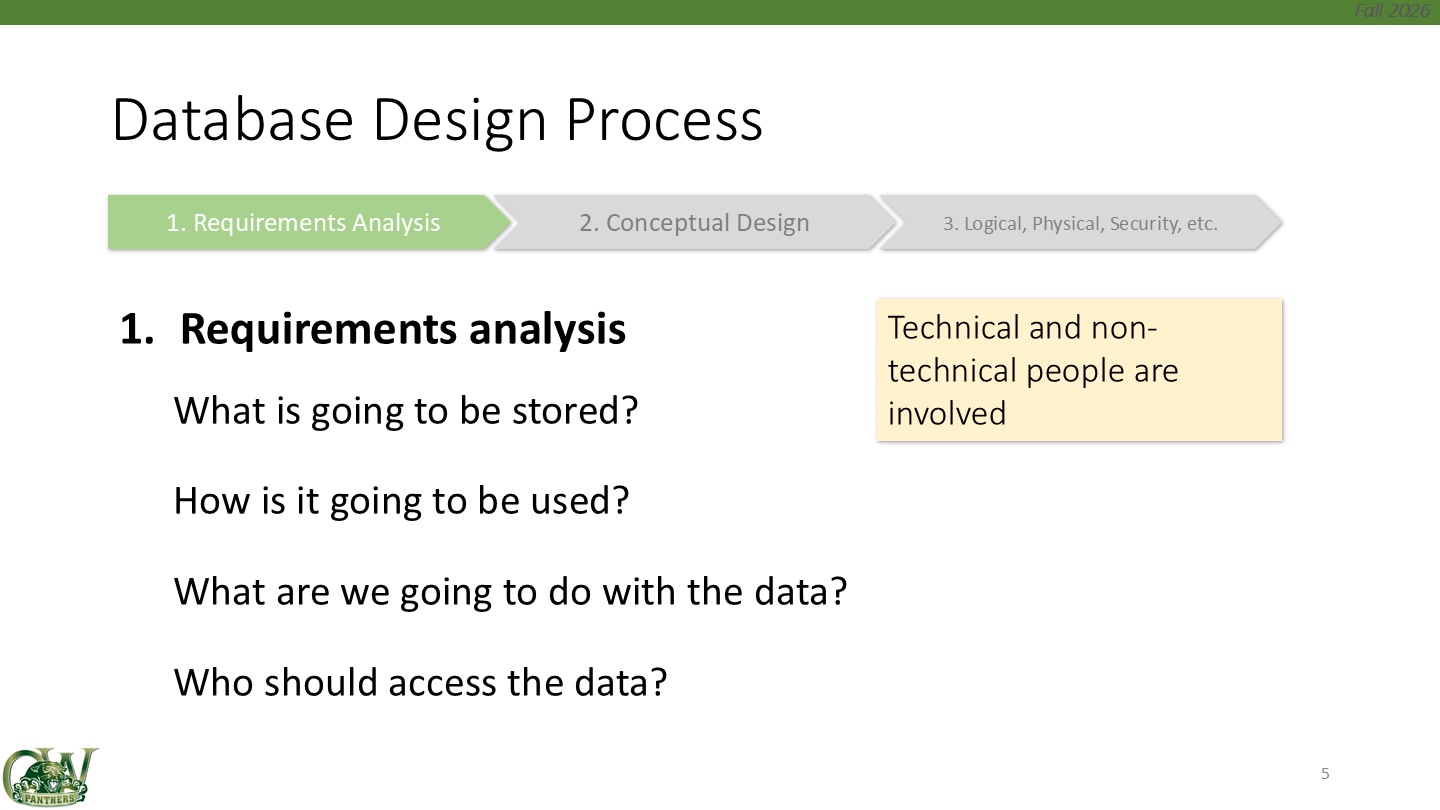 Fall 2026
Database Design Process
1. Requirements Analysis
2. Conceptual Design
3. Logical, Physical, Security, etc.
1. Requirements analysis
What is going to be stored?
How is it going to be used?
What are we going to do with the data?
Who should access the data?
Technical and non-
technical people are
involved
OW
PANTHERS
5